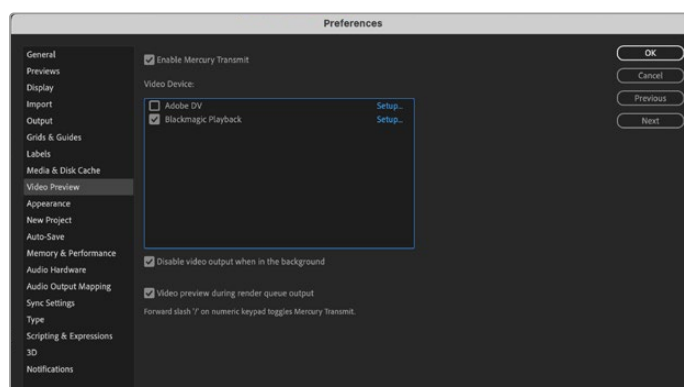 Preferences
General
Previews
Display
Import
Output
Grids & Guides
Labels
Media & Disk Cache
Video Preview
Appearance
New Project
Auto-Save
Memory & Performance
Audio Hardware
Audio Output Mapping
Sync Settings
Type
Scripting & Expressions
3D
Notifications
Enable Mercury Transmit
Video Device:
Adobe DV Setup...
Blackmagic Playback Setup...
Disable video output when in the background
Video preview during render queue output
Forward slash '/' on numeric keypad toggles Mercury Transmit.
OK
Cancel
Previous
Next